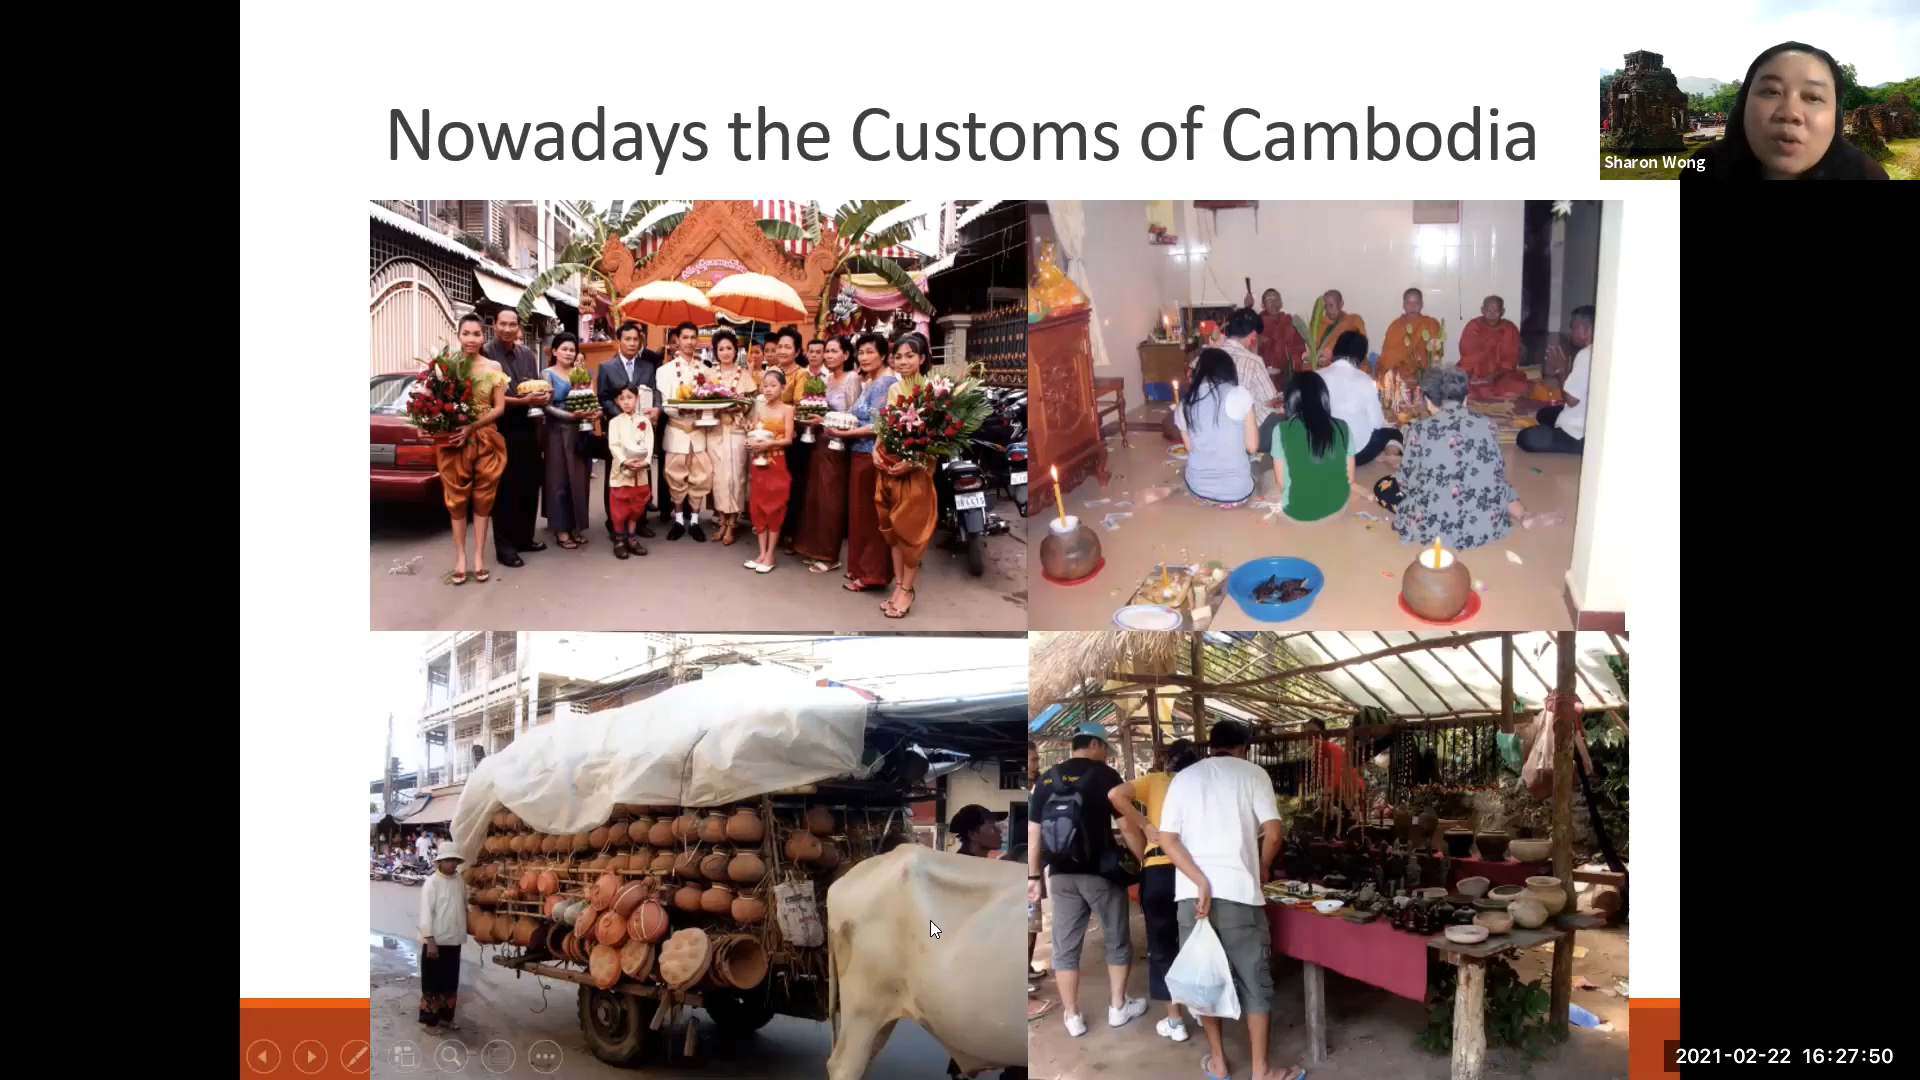 Nowadays the Customs of Cambodia
Sharon Wong
2021-02-22 16:27:50